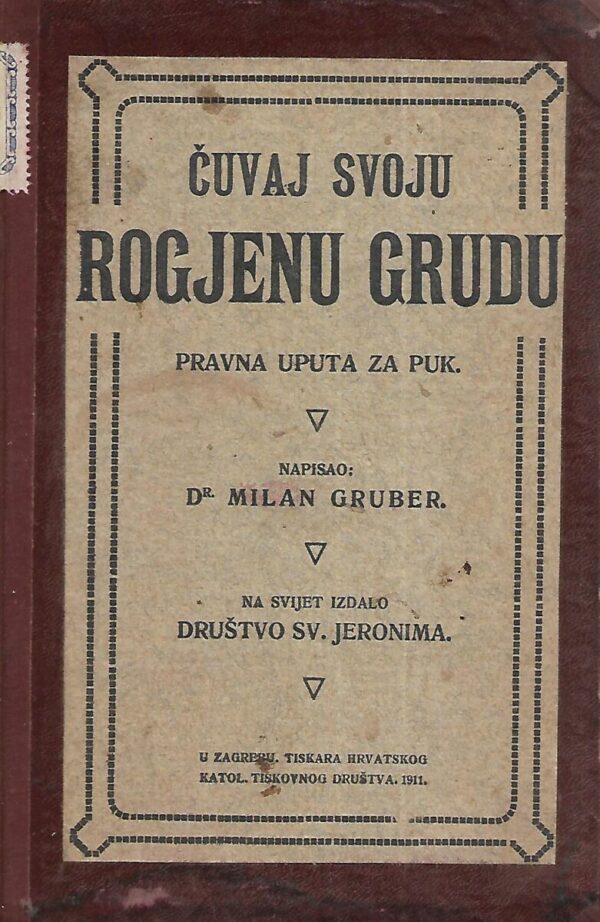 ČUVAJ SVOJU
ROGJENU GRUDU
PRAVNA UPUTA ZA PUK.
NAPISAO:
DR. MILAN GRUBER.
NA SVIJET IZDALO
DRUŠTVO SV. JERONIMA.
U ZAGREBU. TISKARA HRVATSKOG
KATOL. TISKOVNOG DRUŠTVA. 1911.